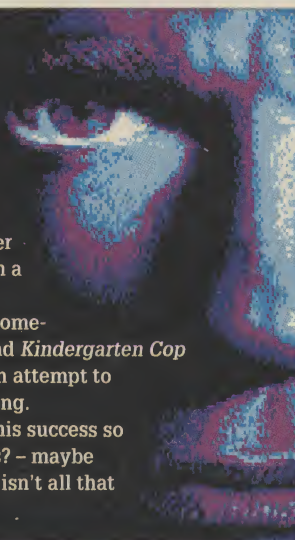 er
n a
ome-
nd Kindergarten Cop
n attempt to
ng.
his success so
? – maybe
isn't all that